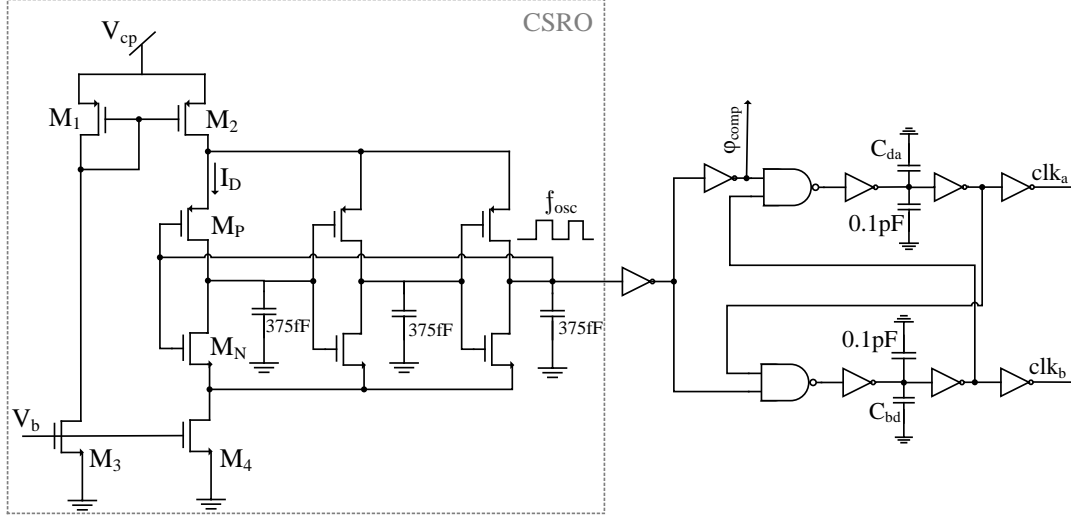 CSRO
V_cp
M_1
M_2
I_D
φ_comp
C_da
clk_a
M_P
f_osc
0.1pF
375fF
375fF
375fF
M_N
0.1pF
clk_b
V_b
C_bd
M_3
M_4